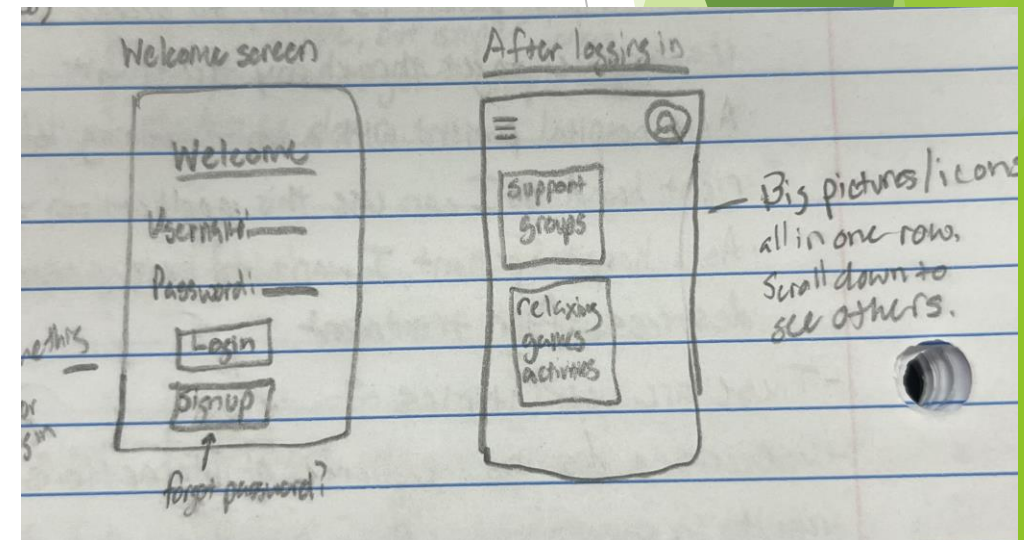 Welcome screen
Welcome
Username:
Password:
Login
Signup
forgot password?
After logging in
support
groups
relaxing
games
activities
Big pictures/icons
all in one row.
Scroll down to
see others.